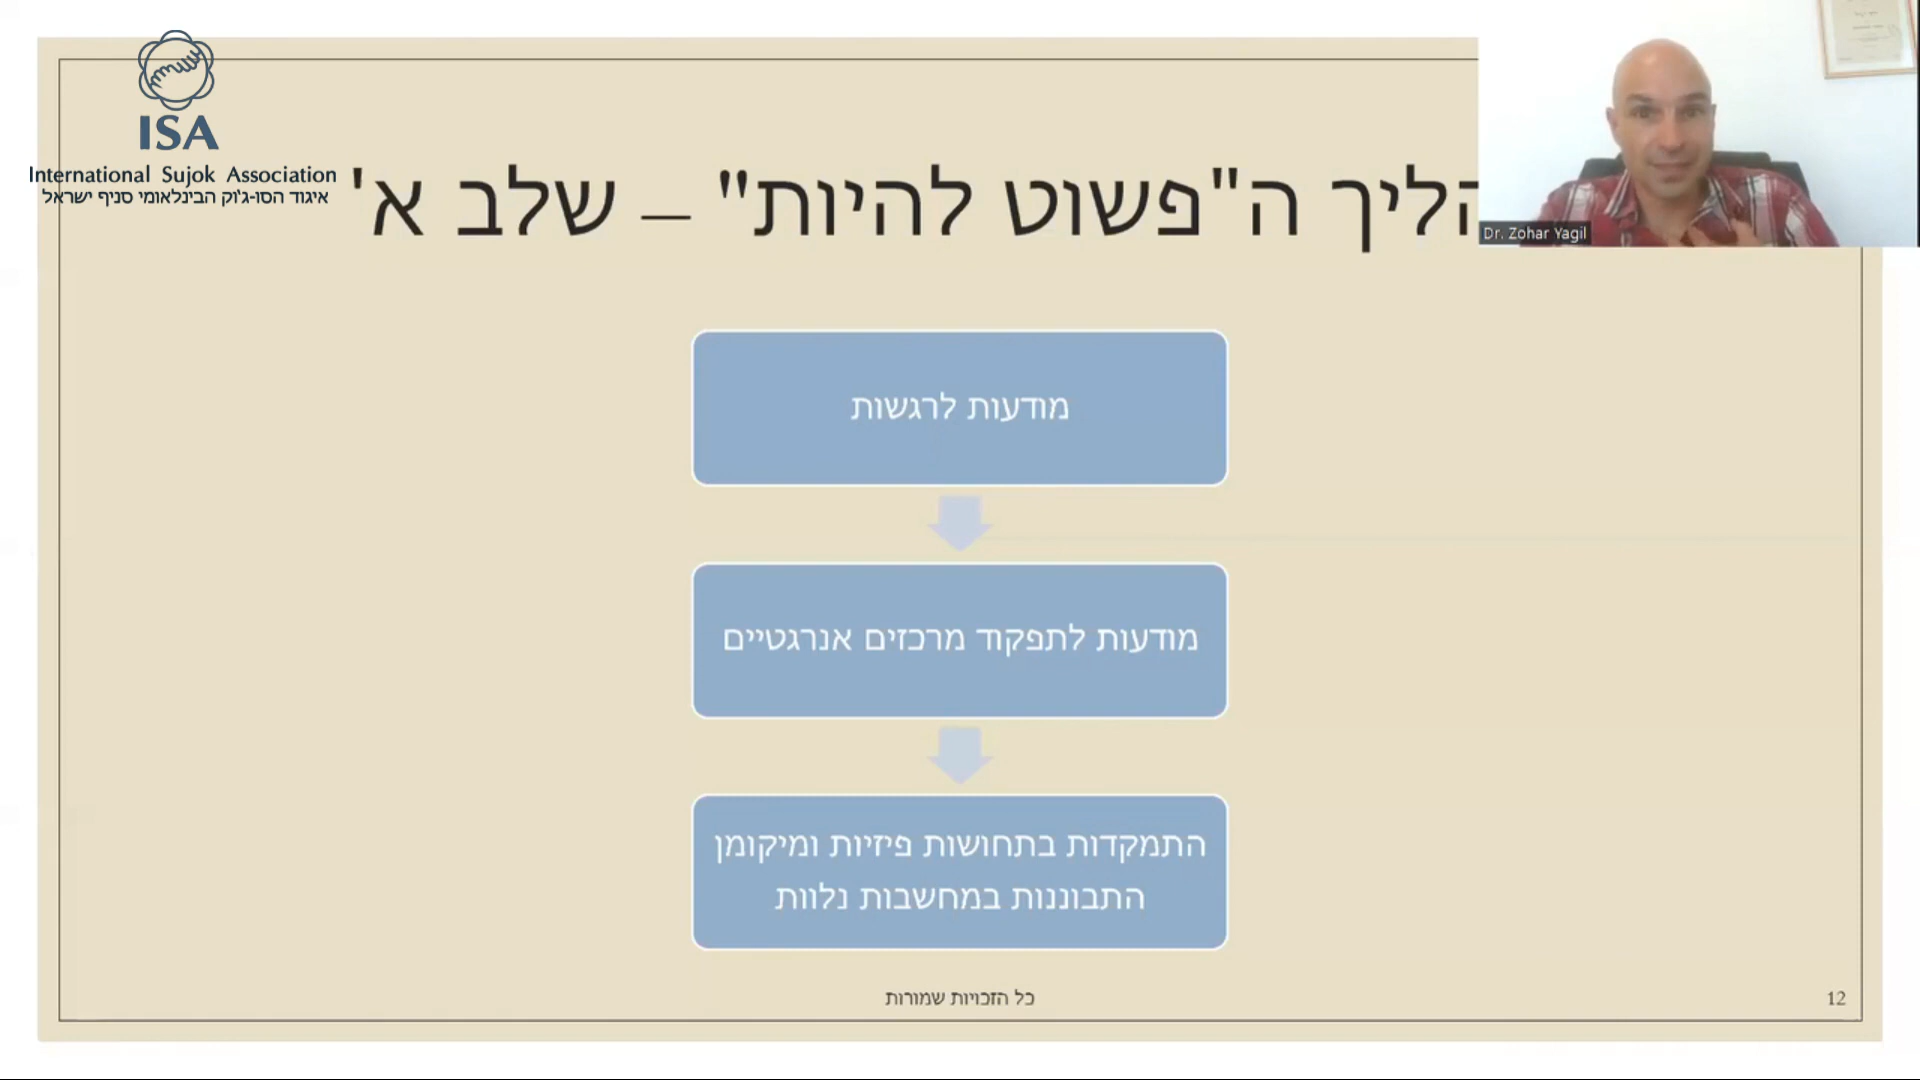 ISA
International Sujok Association
איגוד הסו-ג'וק הבינלאומי סניף ישראל
ה"פשוט להיות" – שלב א'
Dr. Zohar Yagil
מודעות לרגשות
מודעות לתפקוד מרכזים אנרגטיים
התמקדות בתחושות פיזיות ומיקומן
התבוננות במחשבות נלוות
כל הזכויות שמורות
12